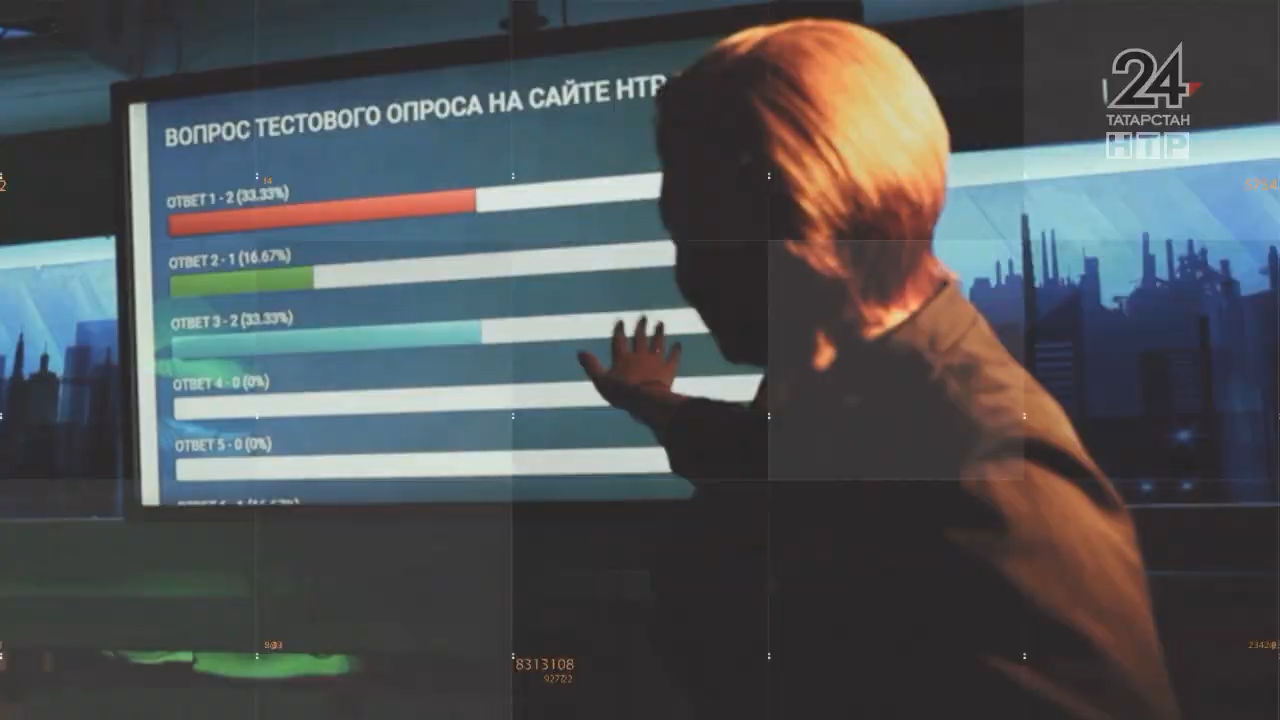 24
ТАТАРСТАН
НТР
ВОПРОС ТЕСТОВОГО ОПРОСА НА САЙТЕ НТР
ОТВЕТ 1 - 2 (33.33%)
ОТВЕТ 2 - 1 (16.67%)
ОТВЕТ 3 - 2 (33.33%)
ОТВЕТ 4 - 0 (0%)
ОТВЕТ 5 - 0 (0%)
8313108